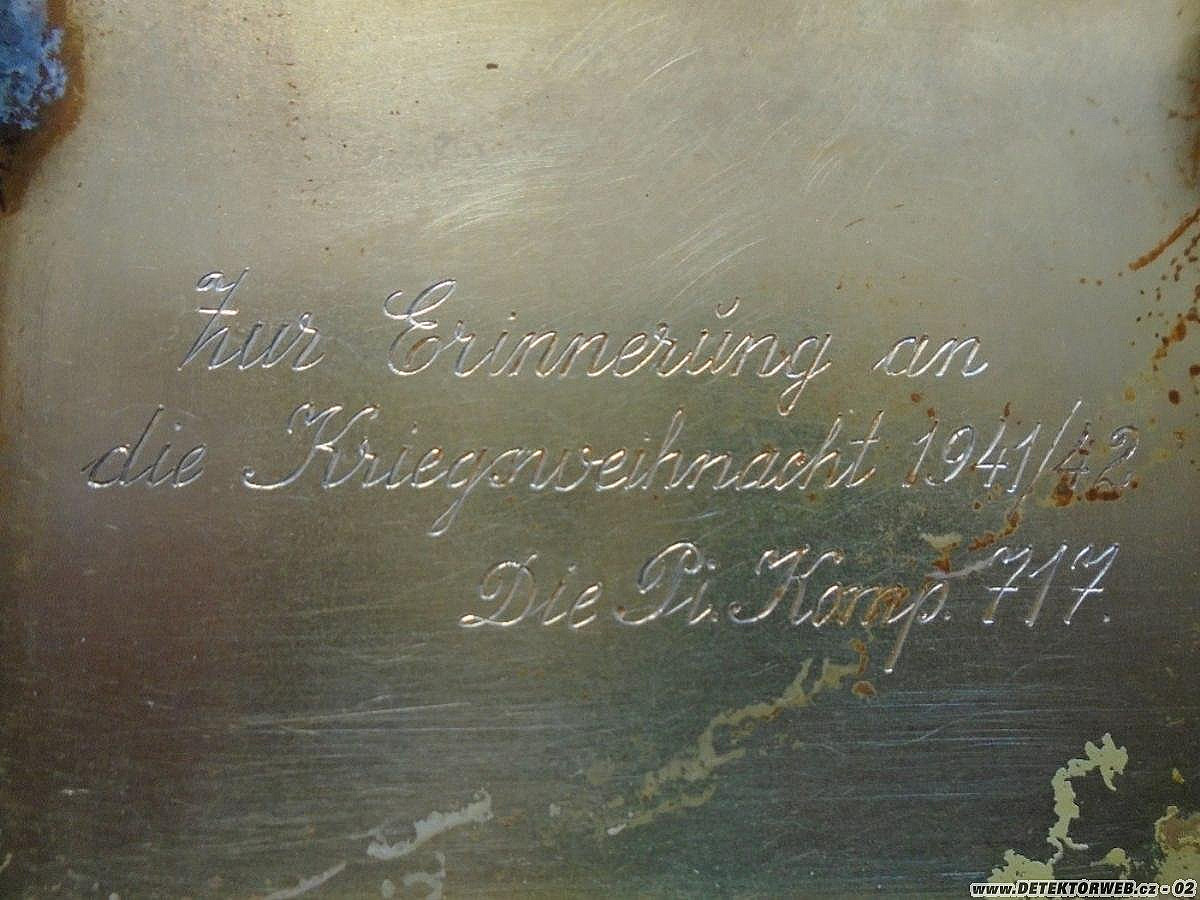 Zur Erinnerung an
die Kriegsweihnacht 1941/42
Die Pi. Komp. 717.
www.DETEKTORWEB.cz - 02